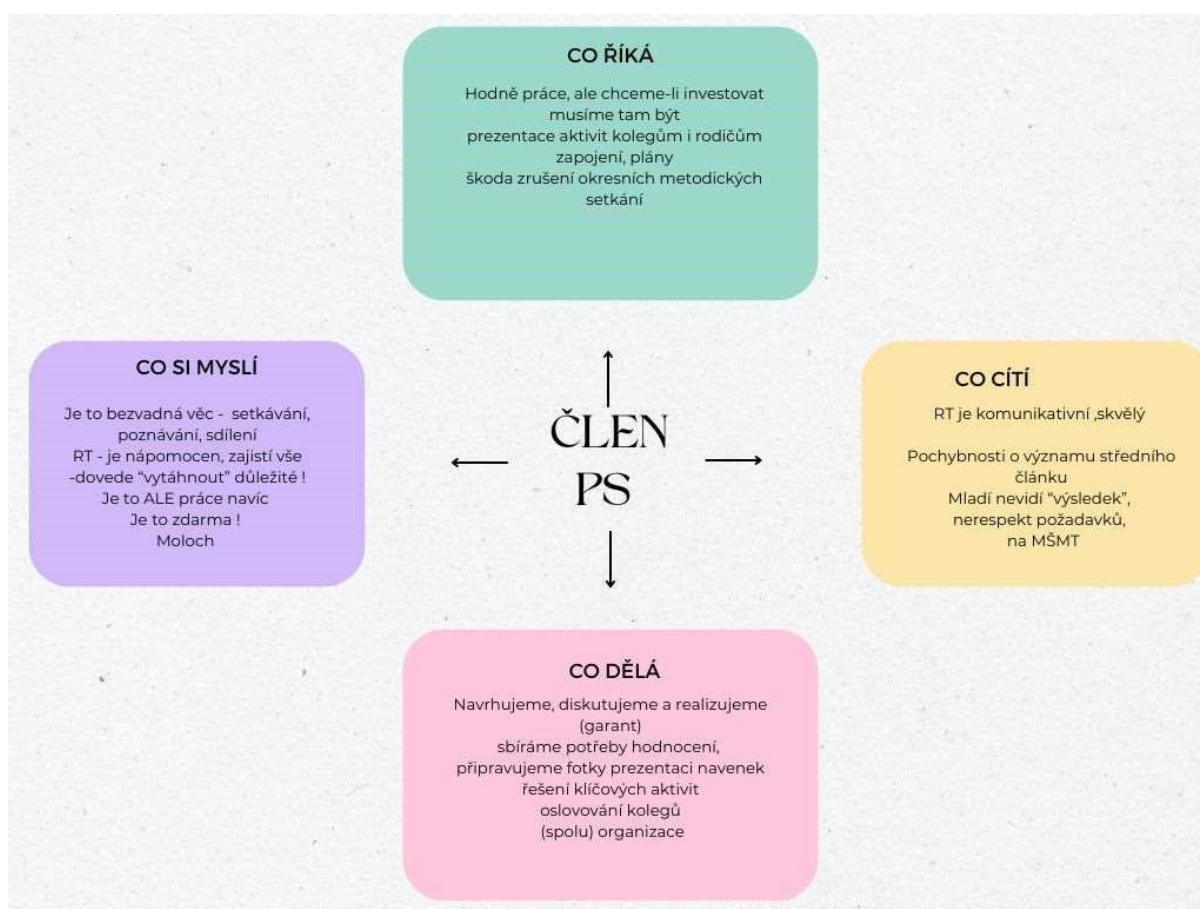 CO ŘÍKÁ
Hodně práce, ale chceme-li investovat
musíme tam být
prezentace aktivit kolegům i rodičům
zapojení, plány
škoda zrušení okresních metodických
setkání
CO SI MYSLÍ
Je to bezvadná věc - setkávání,
poznávání, sdílení
RT - je nápomocen, zajistí vše
-dovede “vytáhnout” důležité !
Je to ALE práce navíc
Je to zdarma !
Moloch
ČLEN
PS
CO CÍTÍ
RT je komunikativní ,skvělý
Pochybnosti o významu středního
článku
Mladí nevidí “výsledek”,
nerespekt požadavků,
na MŠMT
CO DĚLÁ
Navrhujeme, diskutujeme a realizujeme
(garant)
sbíráme potřeby hodnocení,
připravujeme fotky prezentaci navenek
řešení klíčových aktivit
oslovování kolegů
(spolu) organizace